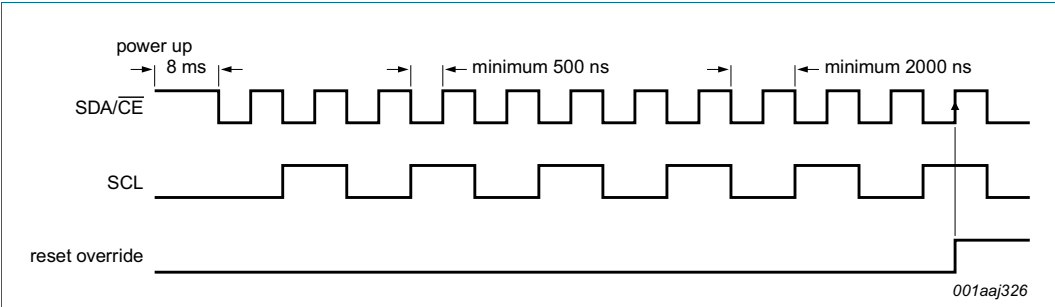 power up
8 ms
minimum 500 ns
minimum 2000 ns
SDA/CE
SCL
reset override
001aaj326